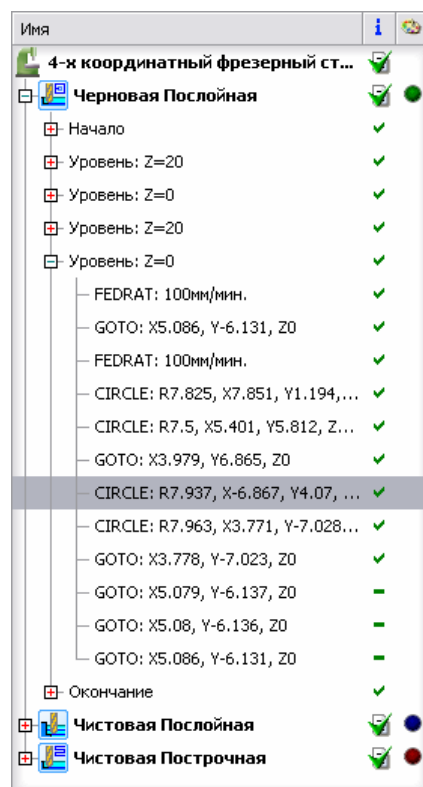 Имя
4-х координатный фрезерный ст...
Черновая Послойная
Начало
Уровень: Z=20
Уровень: Z=0
Уровень: Z=20
Уровень: Z=0
FEDRAT: 100мм/мин.
GOTO: X5.086, Y-6.131, Z0
FEDRAT: 100мм/мин.
CIRCLE: R7.825, X7.851, Y1.194,...
CIRCLE: R7.5, X5.401, Y5.812, Z...
GOTO: X3.979, Y6.865, Z0
CIRCLE: R7.937, X-6.867, Y4.07, ...
CIRCLE: R7.963, X3.771, Y-7.028...
GOTO: X3.778, Y-7.023, Z0
GOTO: X5.079, Y-6.137, Z0
GOTO: X5.08, Y-6.136, Z0
GOTO: X5.086, Y-6.131, Z0
Окончание
Чистовая Послойная
Чистовая Построчная